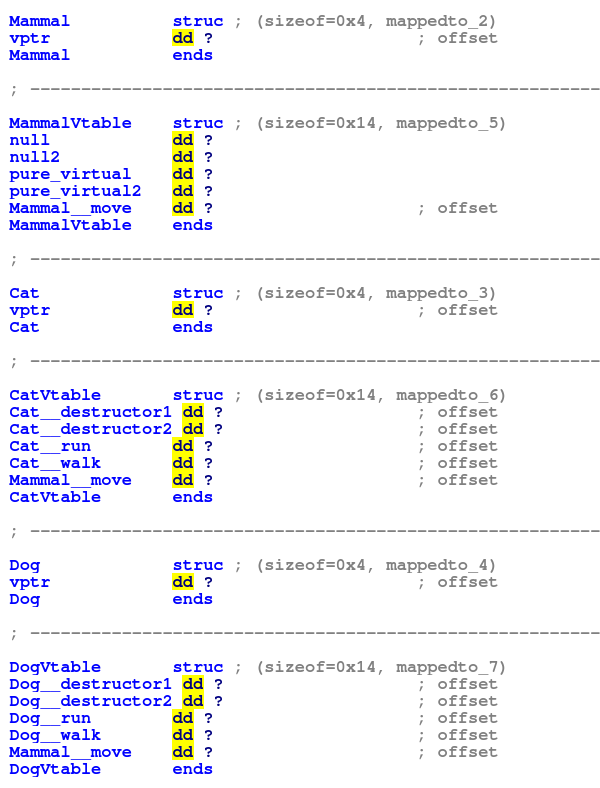 Mammal          struc ; (sizeof=0x4, mappedto_2)
vptr            dd ?                    ; offset
Mammal          ends
; ---------------------------------------------------------
MammalVtable    struc ; (sizeof=0x14, mappedto_5)
null            dd ?
null2           dd ?
pure_virtual    dd ?
pure_virtual2   dd ?
Mammal__move    dd ?                    ; offset
MammalVtable    ends
; ---------------------------------------------------------
Cat             struc ; (sizeof=0x4, mappedto_3)
vptr            dd ?                    ; offset
Cat             ends
; ---------------------------------------------------------
CatVtable       struc ; (sizeof=0x14, mappedto_6)
Cat__destructor1 dd ?                   ; offset
Cat__destructor2 dd ?                   ; offset
Cat__run        dd ?                    ; offset
Cat__walk       dd ?                    ; offset
Mammal__move    dd ?                    ; offset
CatVtable       ends
; ---------------------------------------------------------
Dog             struc ; (sizeof=0x4, mappedto_4)
vptr            dd ?                    ; offset
Dog             ends
; ---------------------------------------------------------
DogVtable       struc ; (sizeof=0x14, mappedto_7)
Dog__destructor1 dd ?                   ; offset
Dog__destructor2 dd ?                   ; offset
Dog__run        dd ?                    ; offset
Dog__walk       dd ?                    ; offset
Mammal__move    dd ?                    ; offset
DogVtable       ends